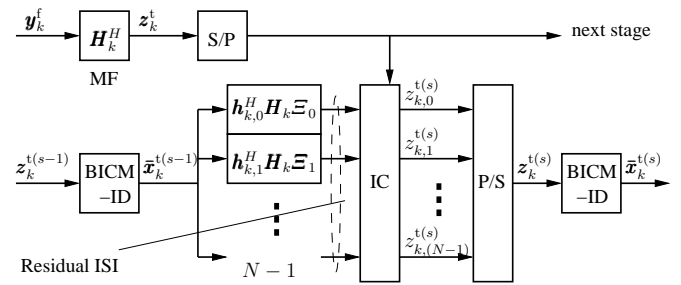 𝒚_k^f
𝑯_k^H
MF
𝒛_k^t
S/P
next stage
𝒉_{k,0}^H 𝑯_k 𝜩_0
𝒉_{k,1}^H 𝑯_k 𝜩_1
N − 1
𝒛_k^{t(s−1)}
BICM
−ID
𝒙̄_k^{t(s−1)}
IC
z_{k,0}^{t(s)}
z_{k,1}^{t(s)}
z_{k,(N−1)}^{t(s)}
P/S
𝒛_k^{t(s)}
BICM
−ID
𝒙̄_k^{t(s)}
Residual ISI